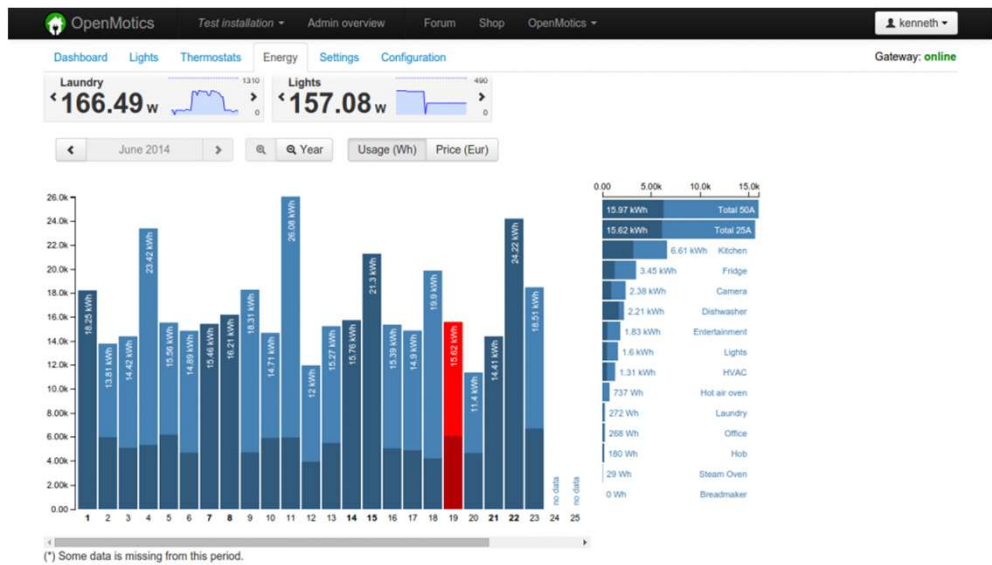 OpenMotics Test installation Admin overview Forum Shop OpenMotics kenneth
Dashboard Lights Thermostats Energy Settings Configuration Gateway: online
Laundry 1310 Lights 490
166.49 w 157.08 w
0 0
June 2014 Year Usage (Wh) Price (Eur)
0.00 5.00k 10.0k 15.0k
15.97 kWh Total 50A
15.62 kWh Total 25A
6.61 kWh Kitchen
3.45 kWh Fridge
2.38 kWh Camera
2.21 kWh Dishwasher
1.83 kWh Entertainment
1.6 kWh Lights
1.31 kWh HVAC
737 Wh Hot air oven
272 Wh Laundry
268 Wh Office
180 Wh Hob
29 Wh Steam Oven
0 Wh Breadmaker
26.0k
24.0k
22.0k
20.0k
18.0k
16.0k
14.0k
12.0k
10.0k
8.00k
6.00k
4.00k
2.00k
0.00
18.25 kWh
13.81 kWh
14.42 kWh
23.42 kWh
15.56 kWh
14.89 kWh
15.46 kWh
16.21 kWh
18.31 kWh
14.71 kWh
26.08 kWh
12 kWh
15.27 kWh
15.76 kWh
21.3 kWh
15.39 kWh
14.9 kWh
19.9 kWh
15.62 kWh
11.4 kWh
14.41 kWh
24.22 kWh
18.51 kWh
no data
no data
1 2 3 4 5 6 7 8 9 10 11 12 13 14 15 16 17 18 19 20 21 22 23 24 25
(*) Some data is missing from this period.